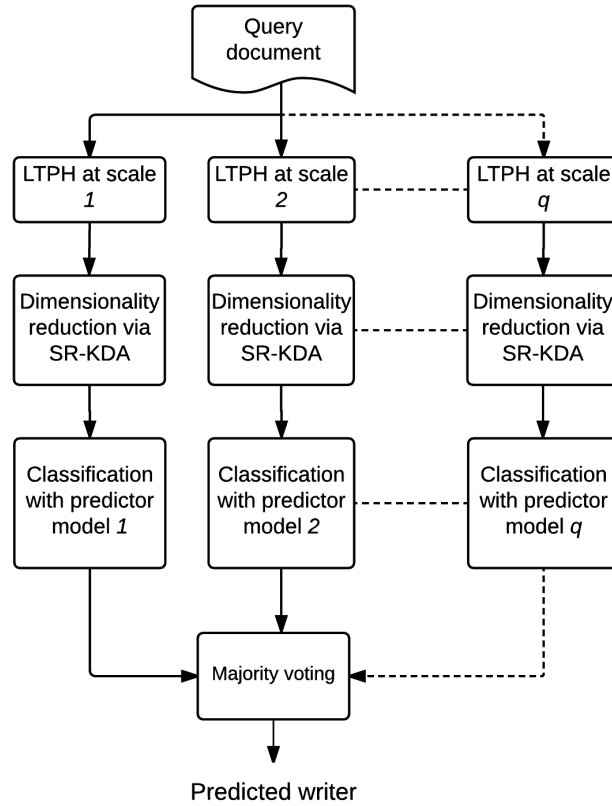 Query
document
LTPH at scale
1
LTPH at scale
2
LTPH at scale
q
Dimensionality
reduction via
SR-KDA
Dimensionality
reduction via
SR-KDA
Dimensionality
reduction via
SR-KDA
Classification
with predictor
model 1
Classification
with predictor
model 2
Classification
with predictor
model q
Majority voting
Predicted writer